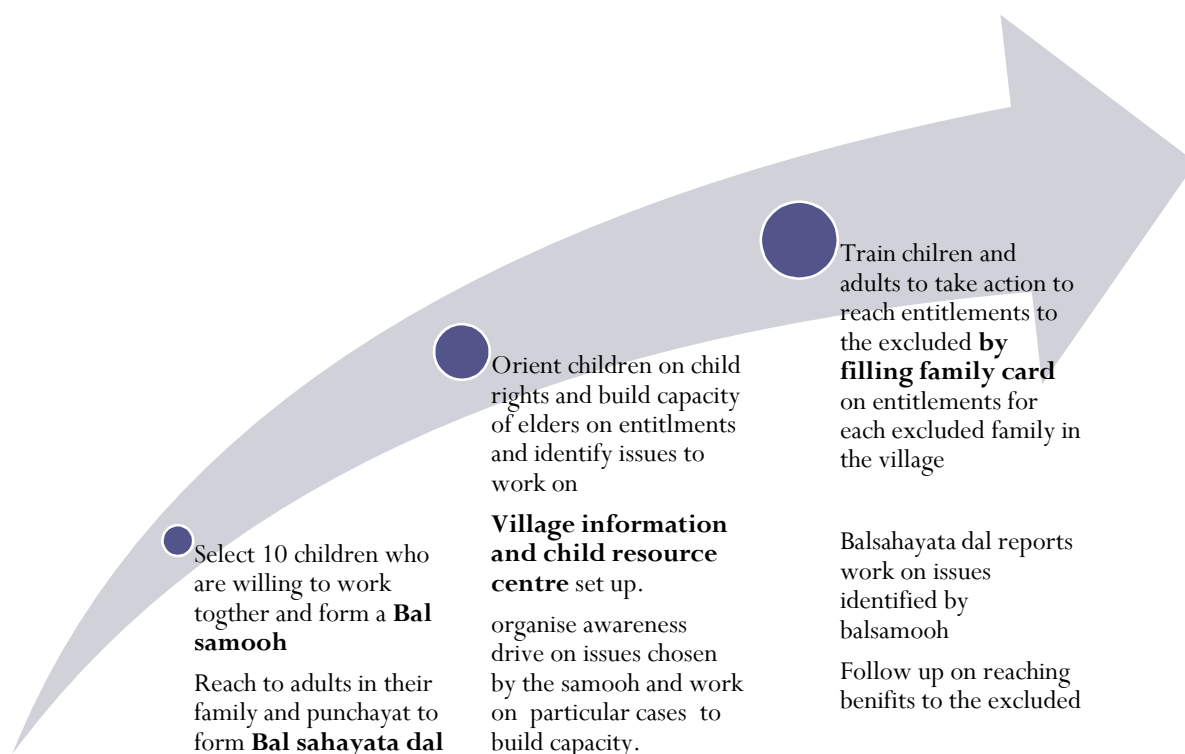 Select 10 children who
are willing to work
togther and form a Bal
samooh
Reach to adults in their
family and punchayat to
form Bal sahayata dal
Orient children on child
rights and build capacity
of elders on entitlments
and identify issues to
work on
Village information
and child resource
centre set up.
organise awareness
drive on issues chosen
by the samooh and work
on particular cases to
build capacity.
Train chilren and
adults to take action to
reach entitlements to
the excluded by
filling family card
on entitlements for
each excluded family in
the village
Balsahayata dal reports
work on issues
identified by
balsamooh
Follow up on reaching
benifits to the excluded